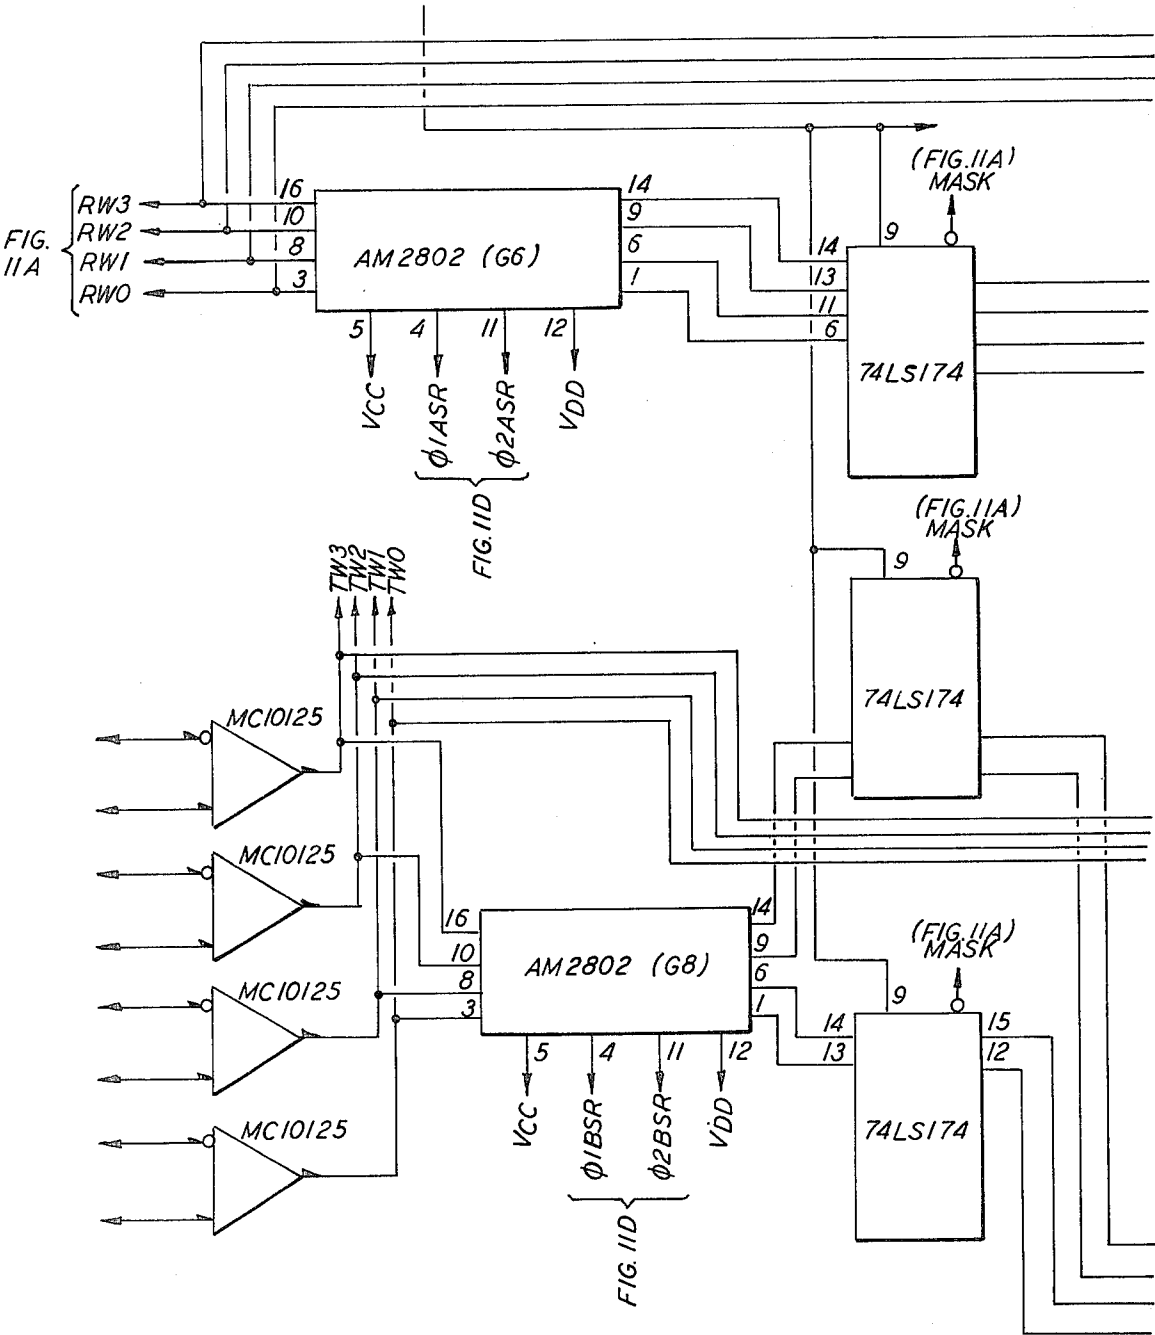 (FIG.11A)
MASK
FIG.
11A
RW3
RW2
RW1
RW0
16
10
8
3
AM2802 (G6)
14
9
6
1
5
4
11
12
VCC
ϕ1ASR
ϕ2ASR
VDD
FIG.11D
9
14
13
11
6
74LS174
(FIG.11A)
MASK
9
74LS174
TW3
TW2
TW1
TW0
MC10125
MC10125
MC10125
MC10125
16
10
8
3
AM2802 (G8)
14
9
6
1
5
4
11
12
VCC
ϕ1BSR
ϕ2BSR
VDD
FIG.11D
(FIG.11A)
MASK
9
14
13
15
12
74LS174